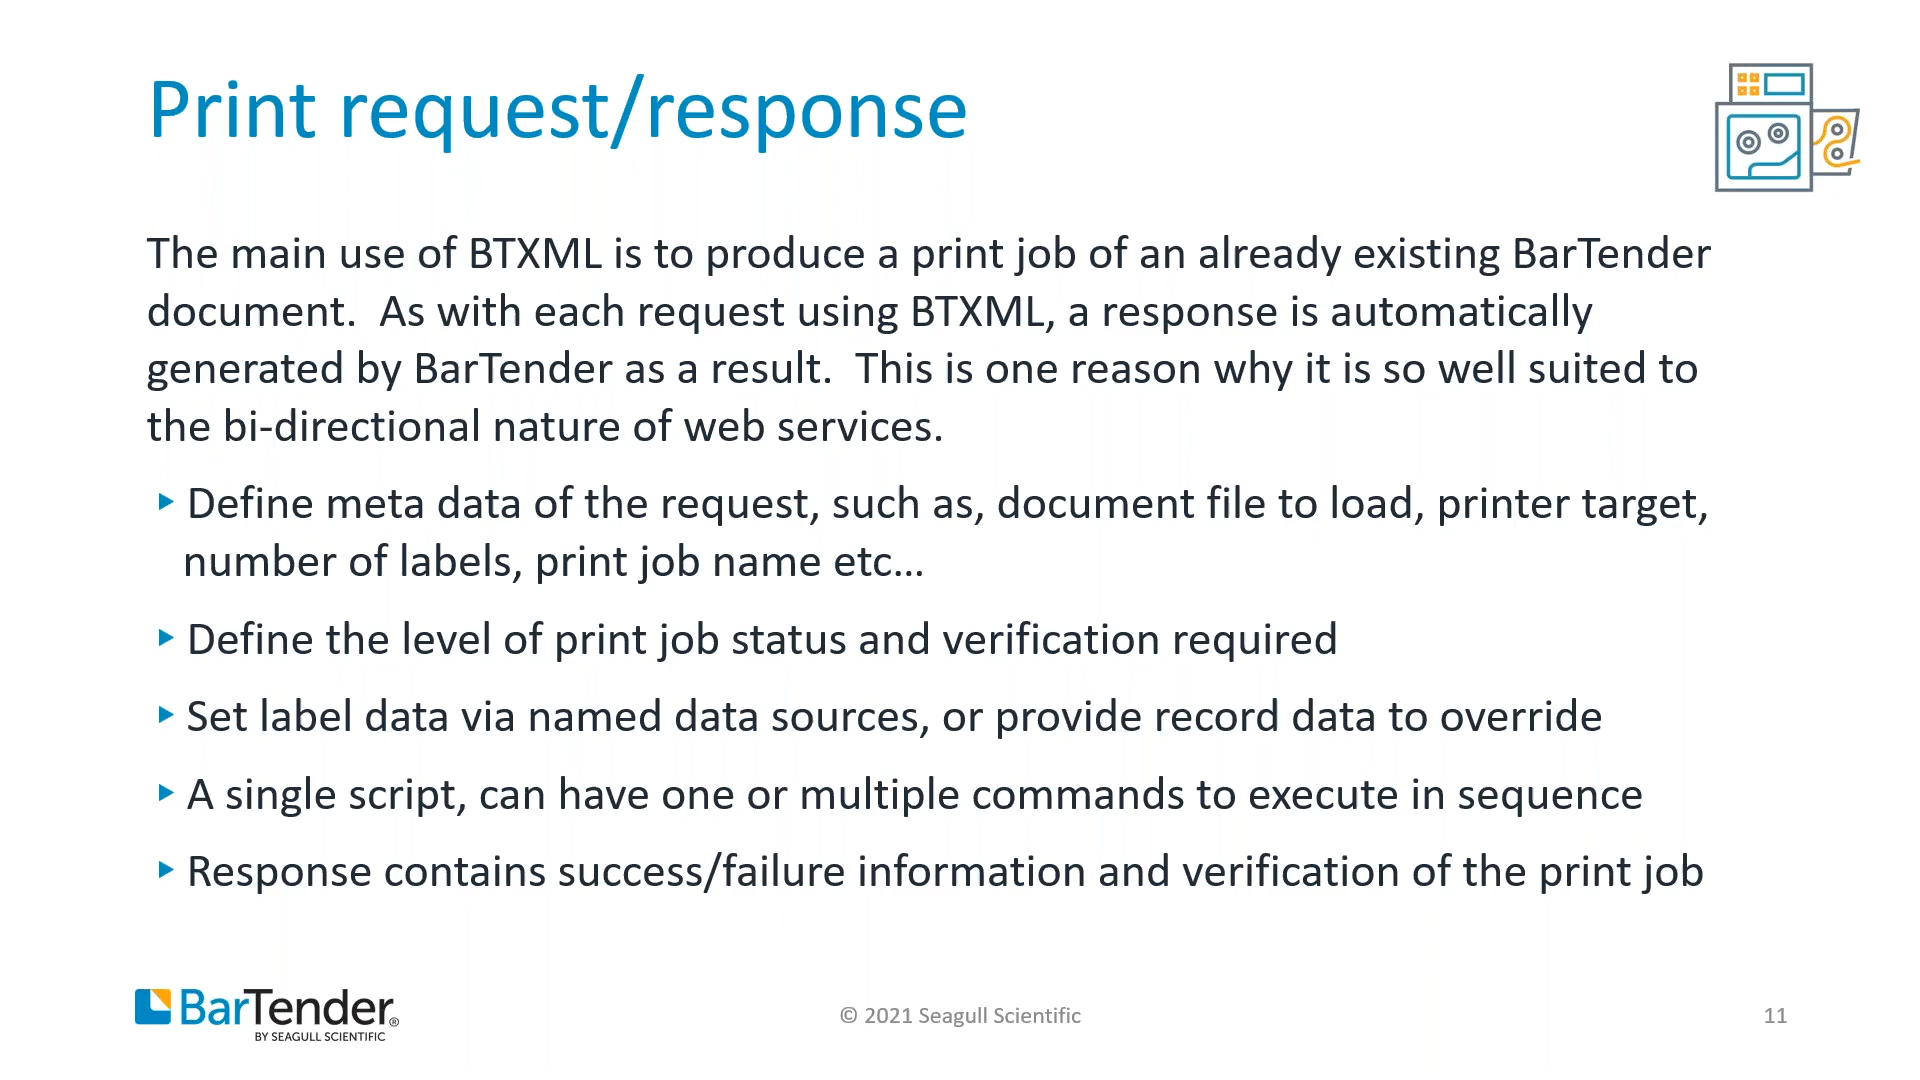 Print request/response
The main use of BTXML is to produce a print job of an already existing BarTender
document.  As with each request using BTXML, a response is automatically
generated by BarTender as a result.  This is one reason why it is so well suited to
the bi-directional nature of web services.
Define meta data of the request, such as, document file to load, printer target,
number of labels, print job name etc…
Define the level of print job status and verification required
Set label data via named data sources, or provide record data to override
A single script, can have one or multiple commands to execute in sequence
Response contains success/failure information and verification of the print job
BarTender®
BY SEAGULL SCIENTIFIC
© 2021 Seagull Scientific
11